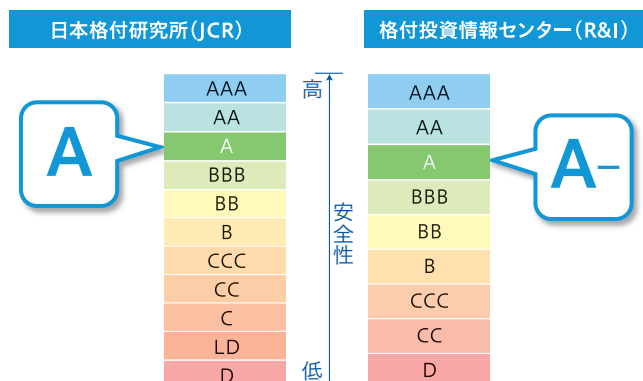 日本格付研究所(JCR)
AAA
AA
A
BBB
BB
B
CCC
CC
C
LD
D
A
高
安全性
低
格付投資情報センター(R&I)
AAA
AA
A
BBB
BB
B
CCC
CC
D
A−